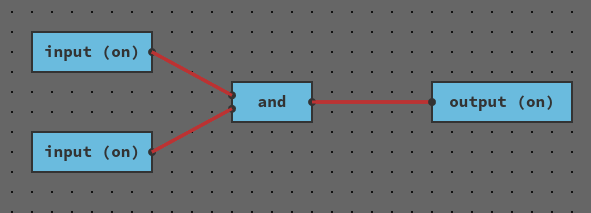 input (on)
and
output (on)
input (on)